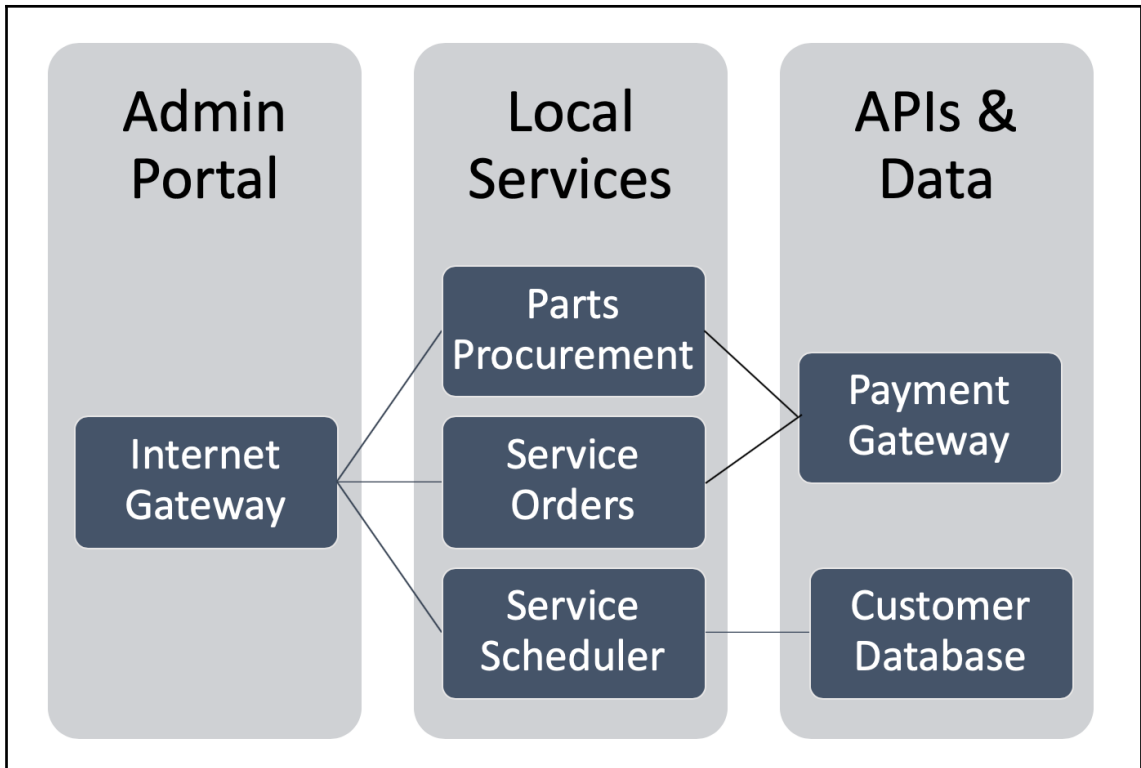 Admin
Portal
Internet
Gateway
Local
Services
Parts
Procurement
Service
Orders
Service
Scheduler
APIs &
Data
Payment
Gateway
Customer
Database